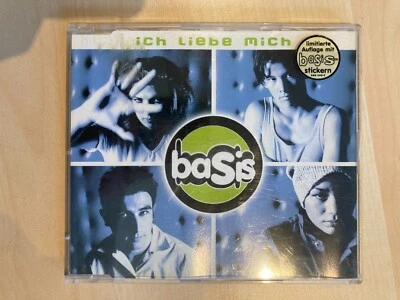 ich liebe mich
limitierte
Auflage mit
basis
stickern
basis